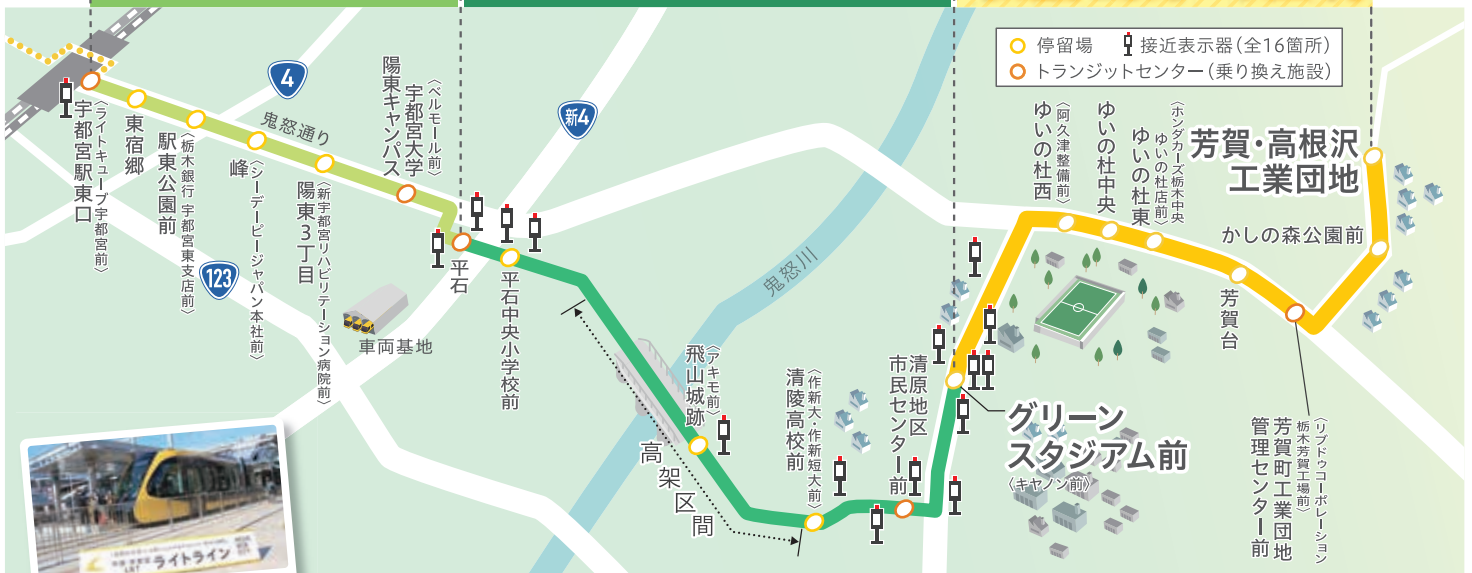 停留場
接近表示器(全16箇所)
トランジットセンター(乗り換え施設)
4
新4
123
鬼怒通り
宇都宮駅東口
〈ライトキューブ宇都宮前〉
東宿郷
駅東公園前
〈栃木銀行 宇都宮東支店前〉
峰
〈シーデーピージャパン本社前〉
陽東3丁目
〈新宇都宮リハビリテーション病院前〉
宇都宮大学
陽東キャンパス
〈ベルモール前〉
平石
車両基地
平石中央小学校前
鬼怒川
高架区間
飛山城跡
〈アキモ前〉
清陵高校前
〈作新大・作新短大前〉
清原地区
市民センター前
グリーン
スタジアム前
〈キヤノン前〉
ゆいの杜西
〈阿久津整備前〉
ゆいの杜中央
ゆいの杜東
〈ホンダカーズ栃木中央
ゆいの杜店前〉
芳賀台
芳賀町工業団地
管理センター前
〈リブドゥコーポレーション
栃木芳賀工場前〉
かしの森公園前
芳賀・高根沢
工業団地
ライトライン